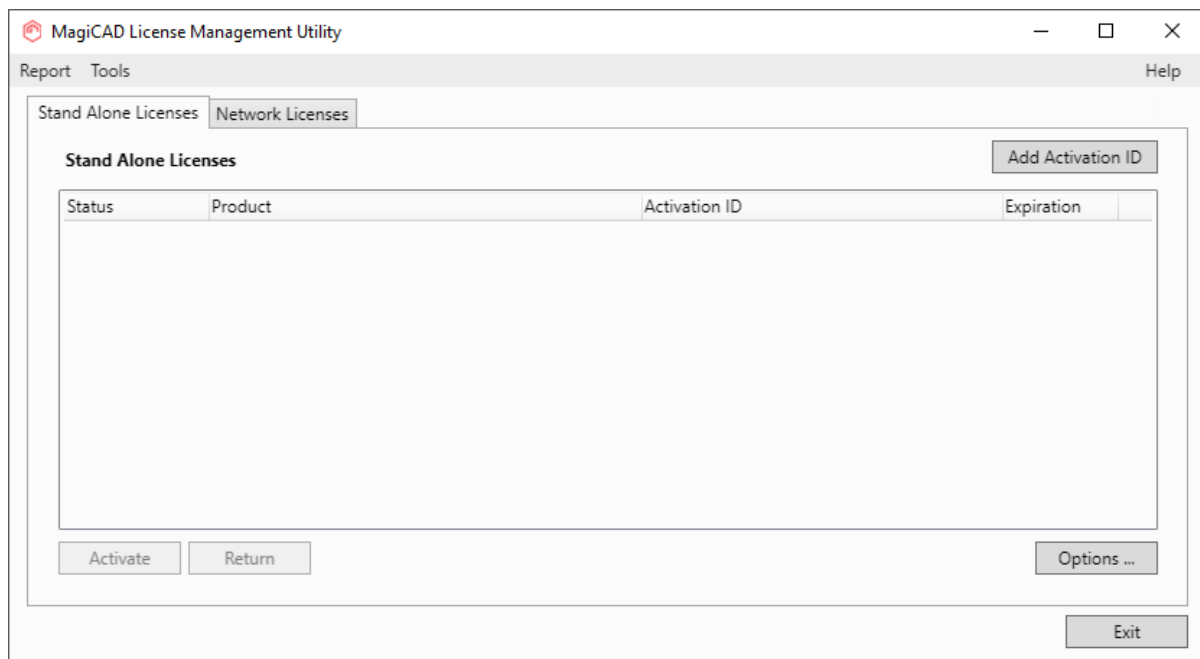 MagiCAD License Management Utility
Report Tools Help
Stand Alone Licenses Network Licenses
Stand Alone Licenses Add Activation ID
Status Product Activation ID Expiration
Activate Return Options ...
Exit